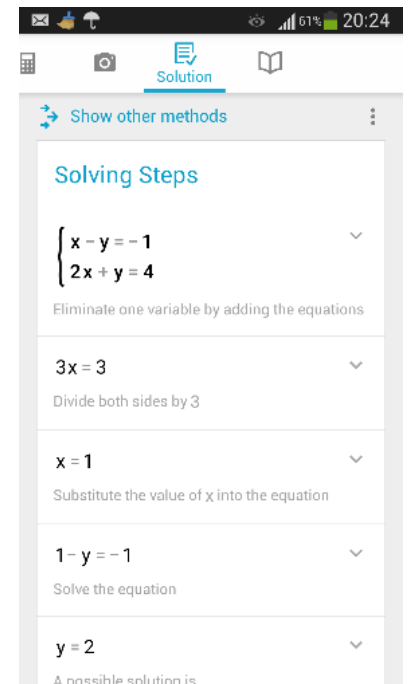 61% 20:24
Solution
Show other methods
Solving Steps
x - y = - 1
2x + y = 4
Eliminate one variable by adding the equations
3x = 3
Divide both sides by 3
x = 1
Substitute the value of x into the equation
1 - y = - 1
Solve the equation
y = 2
A possible solution is